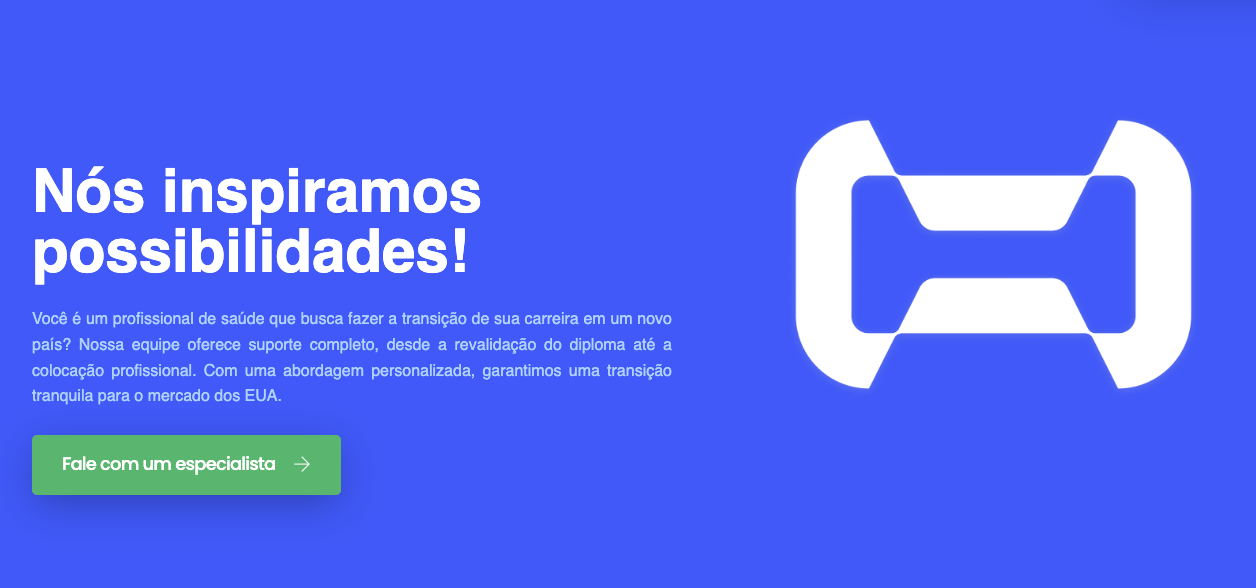 Nós inspiramos
possibilidades!
Você é um profissional de saúde que busca fazer a transição de sua carreira em um novo
país? Nossa equipe oferece suporte completo, desde a revalidação do diploma até a
colocação profissional. Com uma abordagem personalizada, garantimos uma transição
tranquila para o mercado dos EUA.
Fale com um especialista